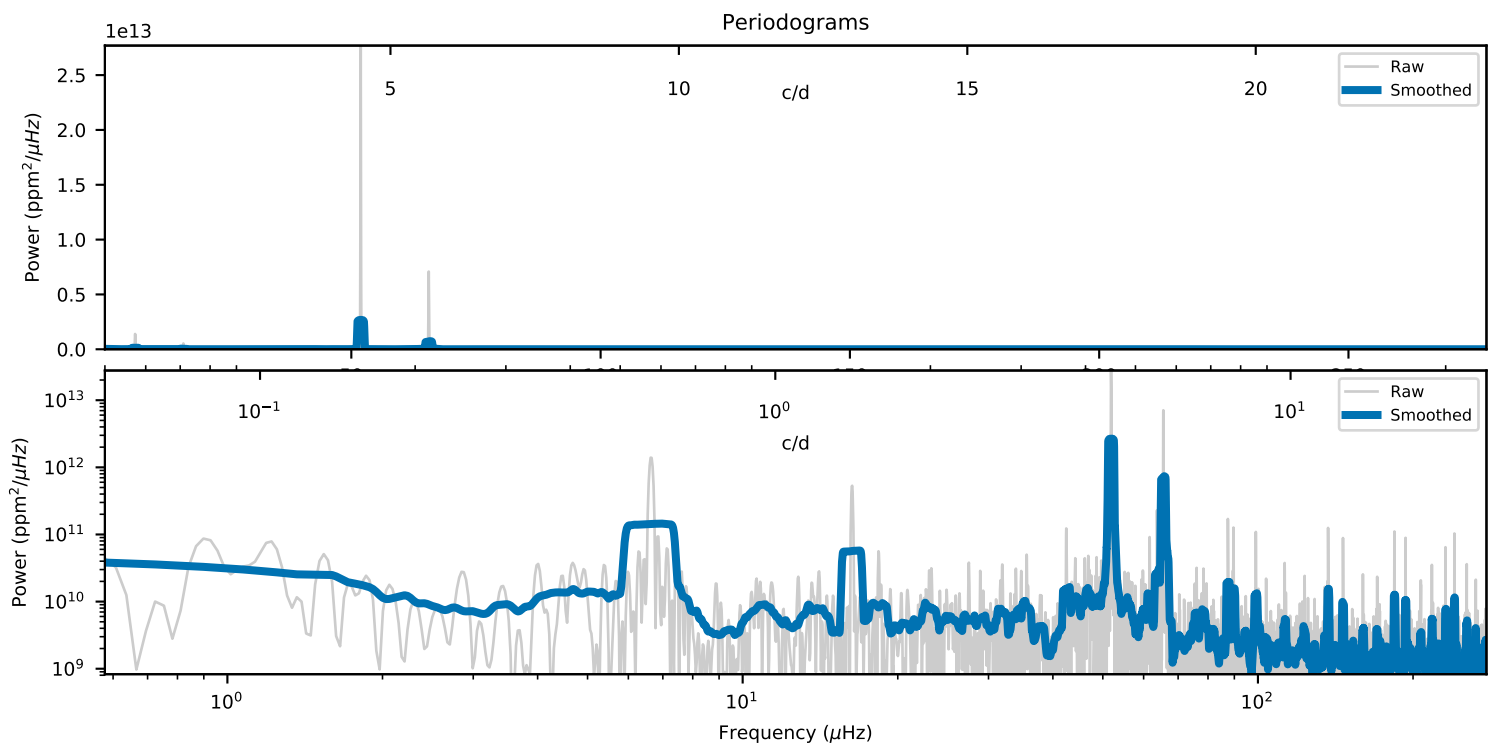 Periodograms
1e13
Raw
Smoothed
5
10
15
20
c/d
2.5
2.0
1.5
1.0
0.5
0.0
Power (ppm²/μHz)
Raw
Smoothed
10⁻¹
10⁰
10¹
c/d
10¹³
10¹²
10¹¹
10¹⁰
10⁹
Power (ppm²/μHz)
10⁰
10¹
10²
Frequency (μHz)